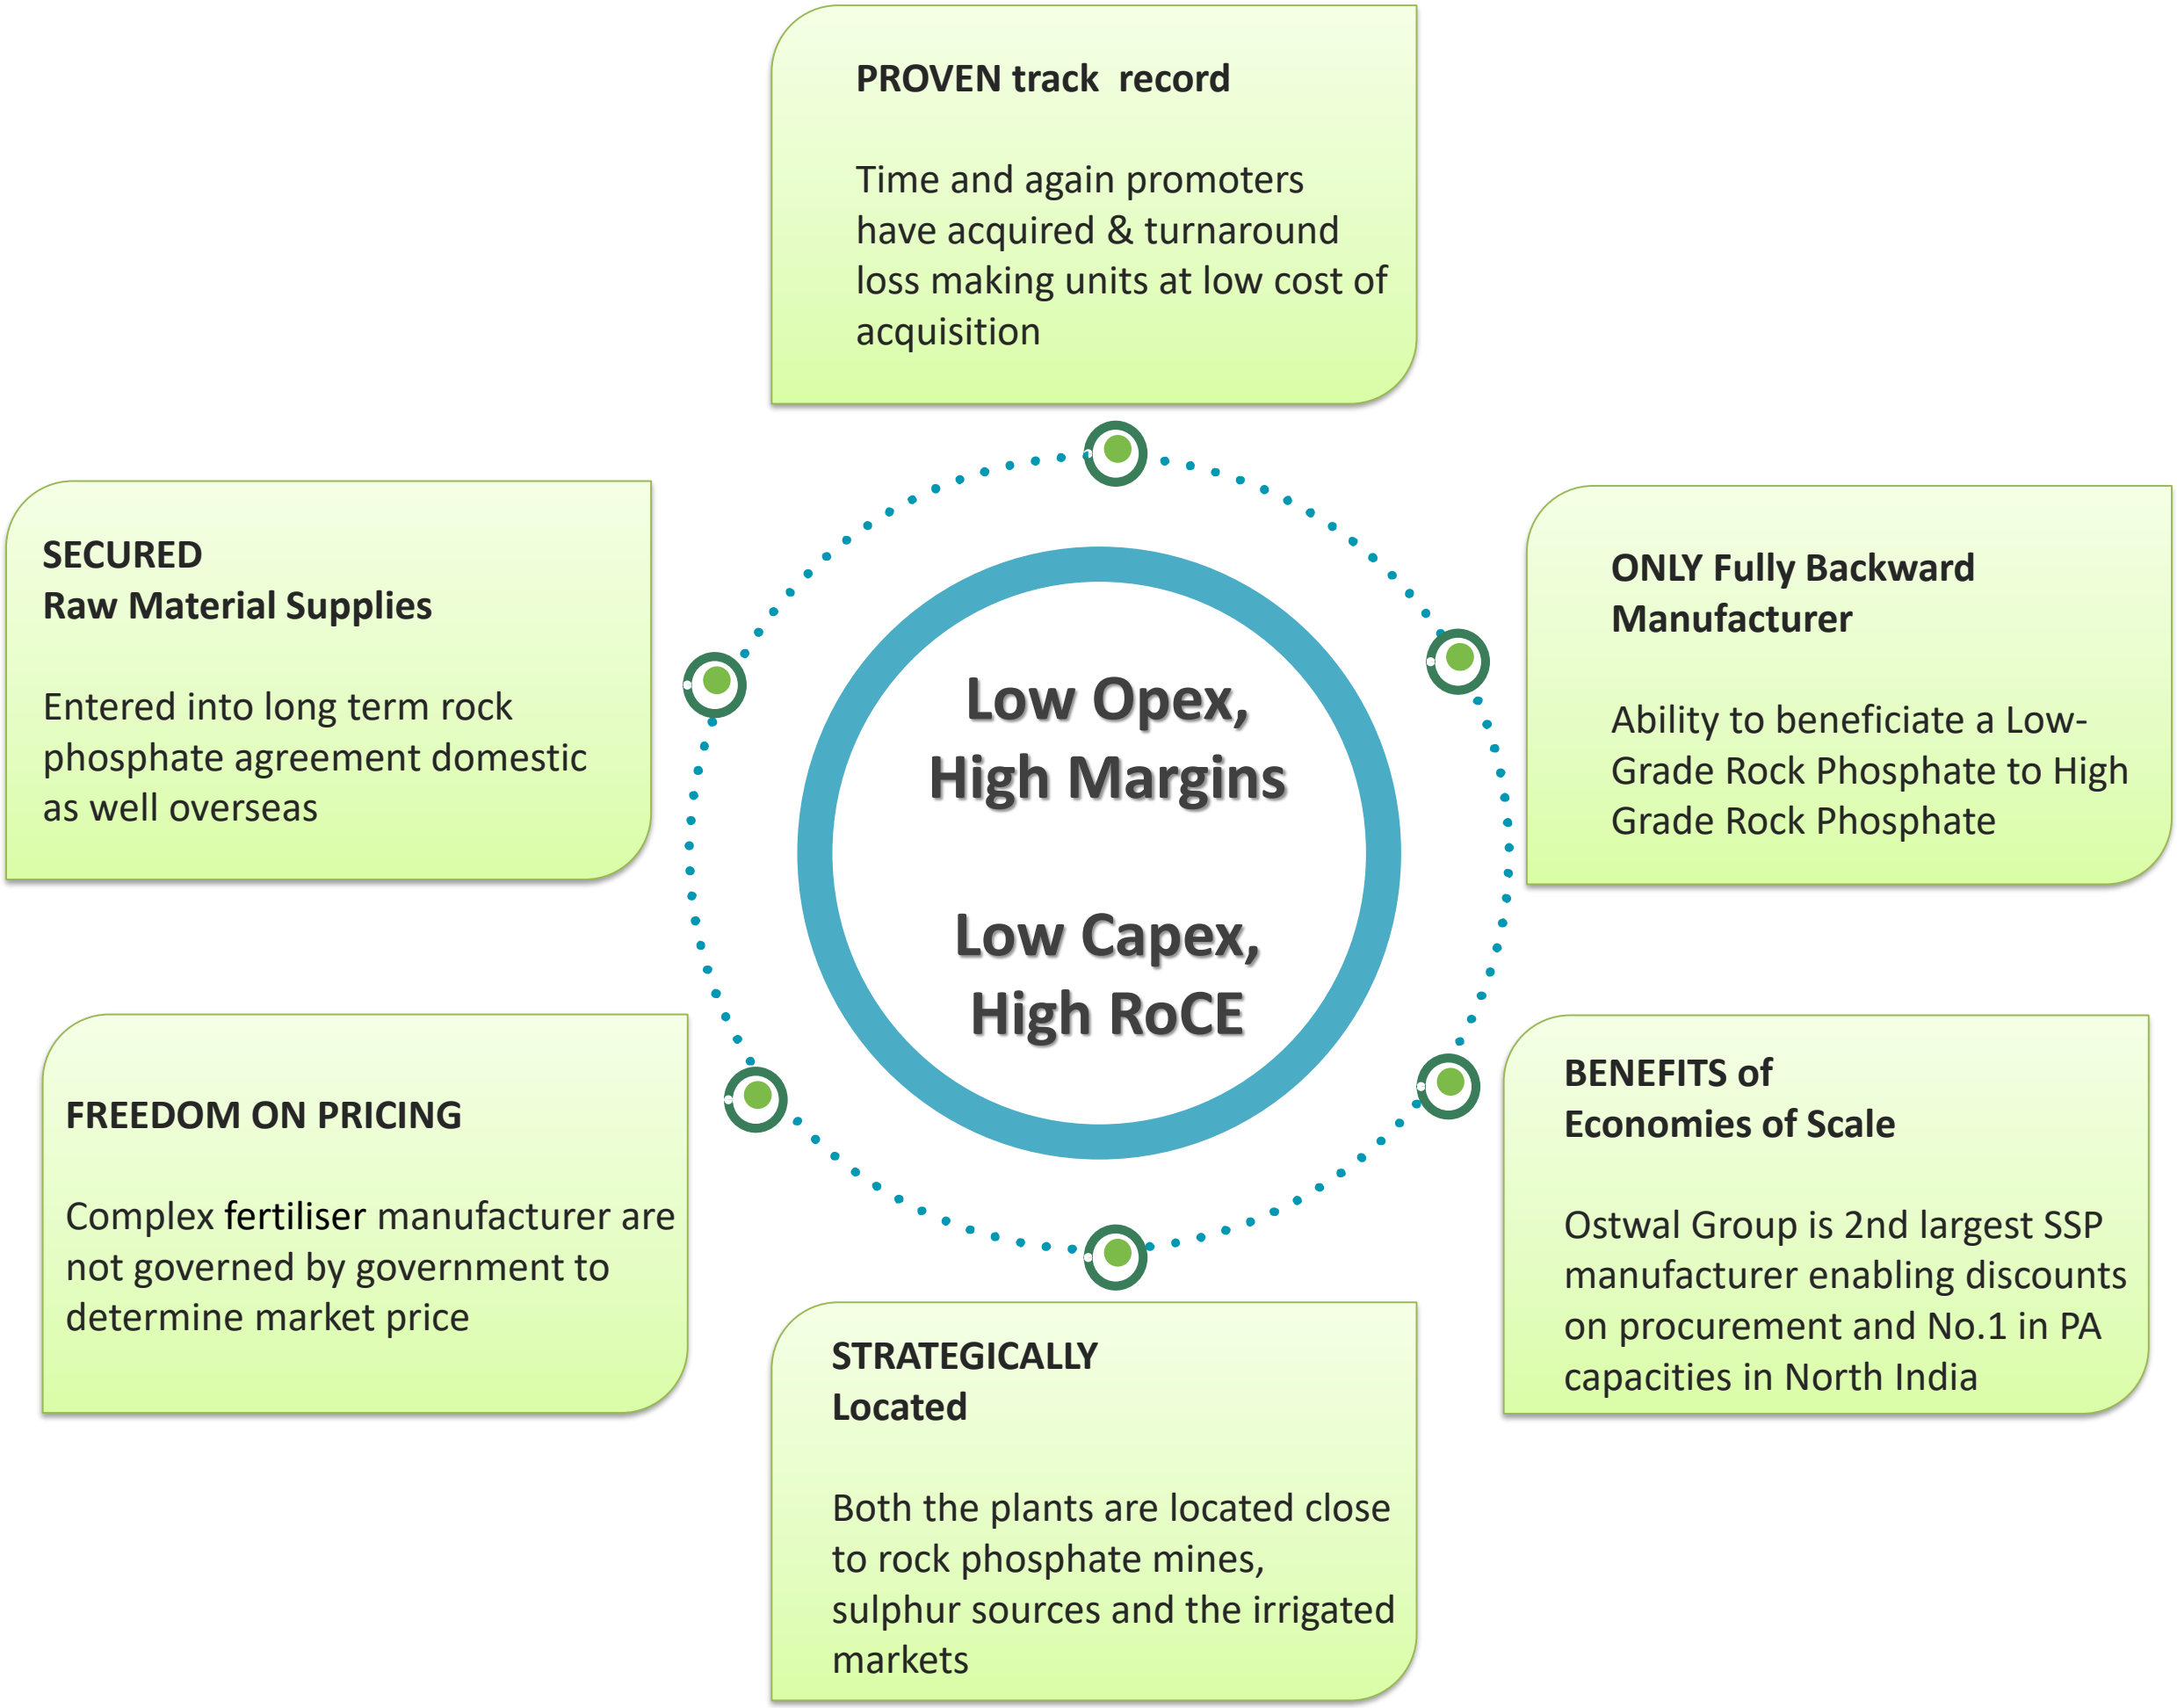 PROVEN track record
Time and again promoters
have acquired & turnaround
loss making units at low cost of
acquisition
SECURED
Raw Material Supplies
Entered into long term rock
phosphate agreement domestic
as well overseas
ONLY Fully Backward
Manufacturer
Ability to beneficiate a Low-
Grade Rock Phosphate to High
Grade Rock Phosphate
Low Opex,
High Margins
Low Capex,
High RoCE
FREEDOM ON PRICING
Complex fertiliser manufacturer are
not governed by government to
determine market price
BENEFITS of
Economies of Scale
Ostwal Group is 2nd largest SSP
manufacturer enabling discounts
on procurement and No.1 in PA
capacities in North India
STRATEGICALLY
Located
Both the plants are located close
to rock phosphate mines,
sulphur sources and the irrigated
markets